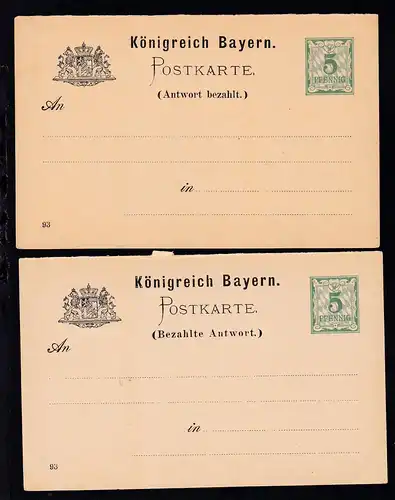 Königreich Bayern.
POSTKARTE.
(Antwort bezahlt.)
5
PFENNIG
An
in
93
Königreich Bayern.
POSTKARTE.
(Bezahlte Antwort.)
5
PFENNIG
An
in
93